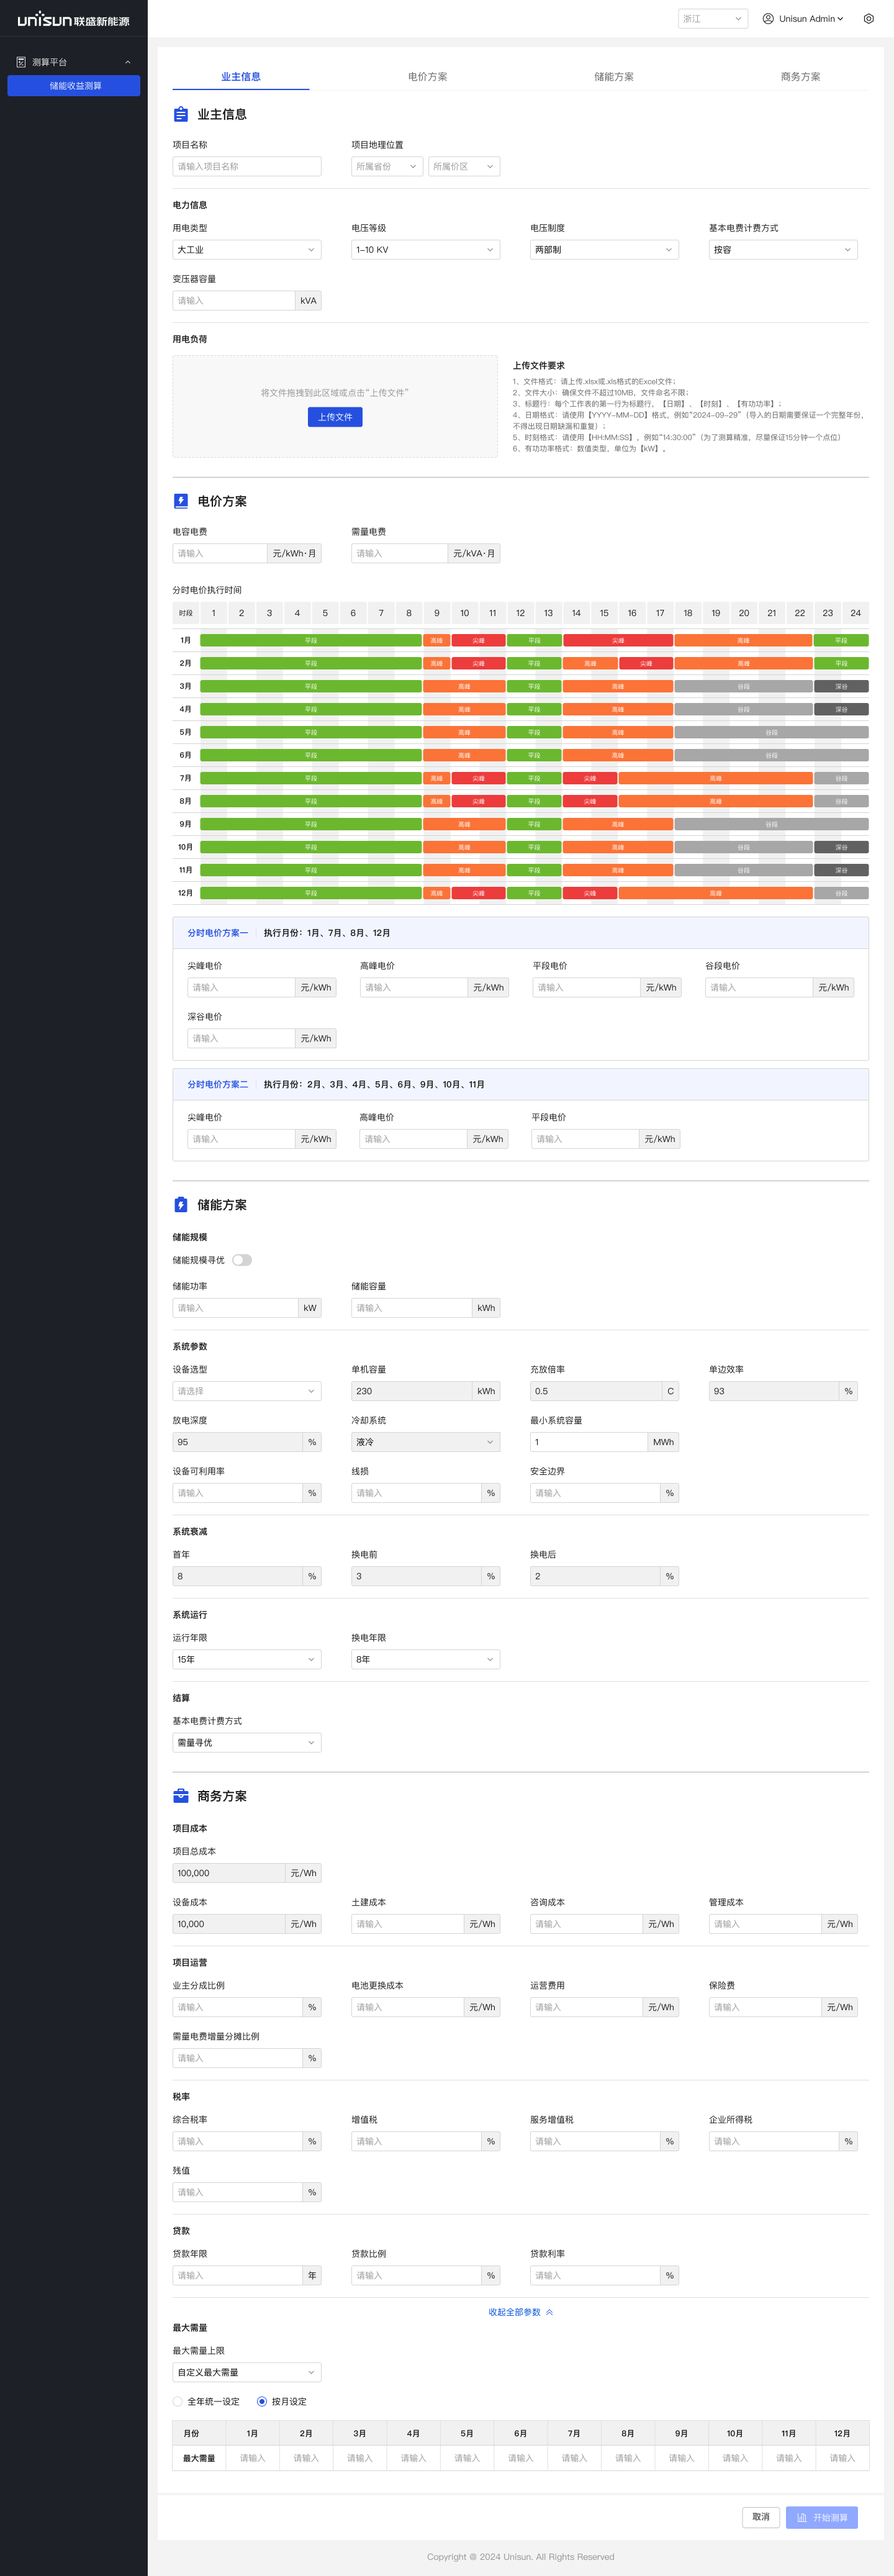 UNISUN 联盛新能源
浙江
Unisun Admin
测算平台
储能收益测算
业主信息 电价方案 储能方案 商务方案
业主信息
项目名称 项目地理位置
请输入项目名称 所属省份 所属价区
电力信息
用电类型 电压等级 电压制度 基本电费计费方式
大工业 1-10 KV 两部制 按容
变压器容量
请输入 kVA
用电负荷
将文件拖拽到此区域或点击“上传文件”
上传文件
上传文件要求
1、文件格式：请上传.xlsx或.xls格式的Excel文件；
2、文件大小：确保文件不超过10MB，文件命名不限；
3、标题行：每个工作表的第一行为标题行，【日期】、【时刻】、【有功功率】；
4、日期格式：请使用【YYYY-MM-DD】格式，例如“2024-09-29”（导入的日期需要保证一个完整年份，
不得出现日期缺漏和重复）；
5、时刻格式：请使用【HH:MM:SS】，例如“14:30:00”（为了测算精准，尽量保证15分钟一个点位）
6、有功功率格式：数值类型，单位为【kW】。
电价方案
电容电费 需量电费
请输入 元/kWh·月 请输入 元/kVA·月
分时电价执行时间
时段 1 2 3 4 5 6 7 8 9 10 11 12 13 14 15 16 17 18 19 20 21 22 23 24
1月 平段 高峰 尖峰 平段 尖峰 高峰 平段
2月 平段 高峰 尖峰 平段 高峰 尖峰 高峰 平段
3月 平段 高峰 平段 高峰 谷段 深谷
4月 平段 高峰 平段 高峰 谷段 深谷
5月 平段 高峰 平段 高峰 谷段
6月 平段 高峰 平段 高峰 谷段
7月 平段 高峰 尖峰 平段 尖峰 高峰 谷段
8月 平段 高峰 尖峰 平段 尖峰 高峰 谷段
9月 平段 高峰 平段 高峰 谷段
10月 平段 高峰 平段 高峰 谷段 深谷
11月 平段 高峰 平段 高峰 谷段 深谷
12月 平段 高峰 尖峰 平段 尖峰 高峰 谷段
分时电价方案一 执行月份：1月、7月、8月、12月
尖峰电价 高峰电价 平段电价 谷段电价
请输入 元/kWh 请输入 元/kWh 请输入 元/kWh 请输入 元/kWh
深谷电价
请输入 元/kWh
分时电价方案二 执行月份：2月、3月、4月、5月、6月、9月、10月、11月
尖峰电价 高峰电价 平段电价
请输入 元/kWh 请输入 元/kWh 请输入 元/kWh
储能方案
储能规模
储能规模寻优
储能功率 储能容量
请输入 kW 请输入 kWh
系统参数
设备选型 单机容量 充放倍率 单边效率
请选择 230 kWh 0.5 C 93 %
放电深度 冷却系统 最小系统容量
95 % 液冷 1 MWh
设备可利用率 线损 安全边界
请输入 % 请输入 % 请输入 %
系统衰减
首年 换电前 换电后
8 % 3 % 2 %
系统运行
运行年限 换电年限
15年 8年
结算
基本电费计费方式
需量寻优
商务方案
项目成本
项目总成本
100,000 元/Wh
设备成本 土建成本 咨询成本 管理成本
10,000 元/Wh 请输入 元/Wh 请输入 元/Wh 请输入 元/Wh
项目运营
业主分成比例 电池更换成本 运营费用 保险费
请输入 % 请输入 元/Wh 请输入 元/Wh 请输入 元/Wh
需量电费增量分摊比例
请输入 %
税率
综合税率 增值税 服务增值税 企业所得税
请输入 % 请输入 % 请输入 % 请输入 %
残值
请输入 %
贷款
贷款年限 贷款比例 贷款利率
请输入 年 请输入 % 请输入 %
收起全部参数
最大需量
最大需量上限
自定义最大需量
全年统一设定 按月设定
月份 1月 2月 3月 4月 5月 6月 7月 8月 9月 10月 11月 12月
最大需量 请输入 请输入 请输入 请输入 请输入 请输入 请输入 请输入 请输入 请输入 请输入 请输入
取消 开始测算
Copyright @ 2024 Unisun. All Rights Reserved